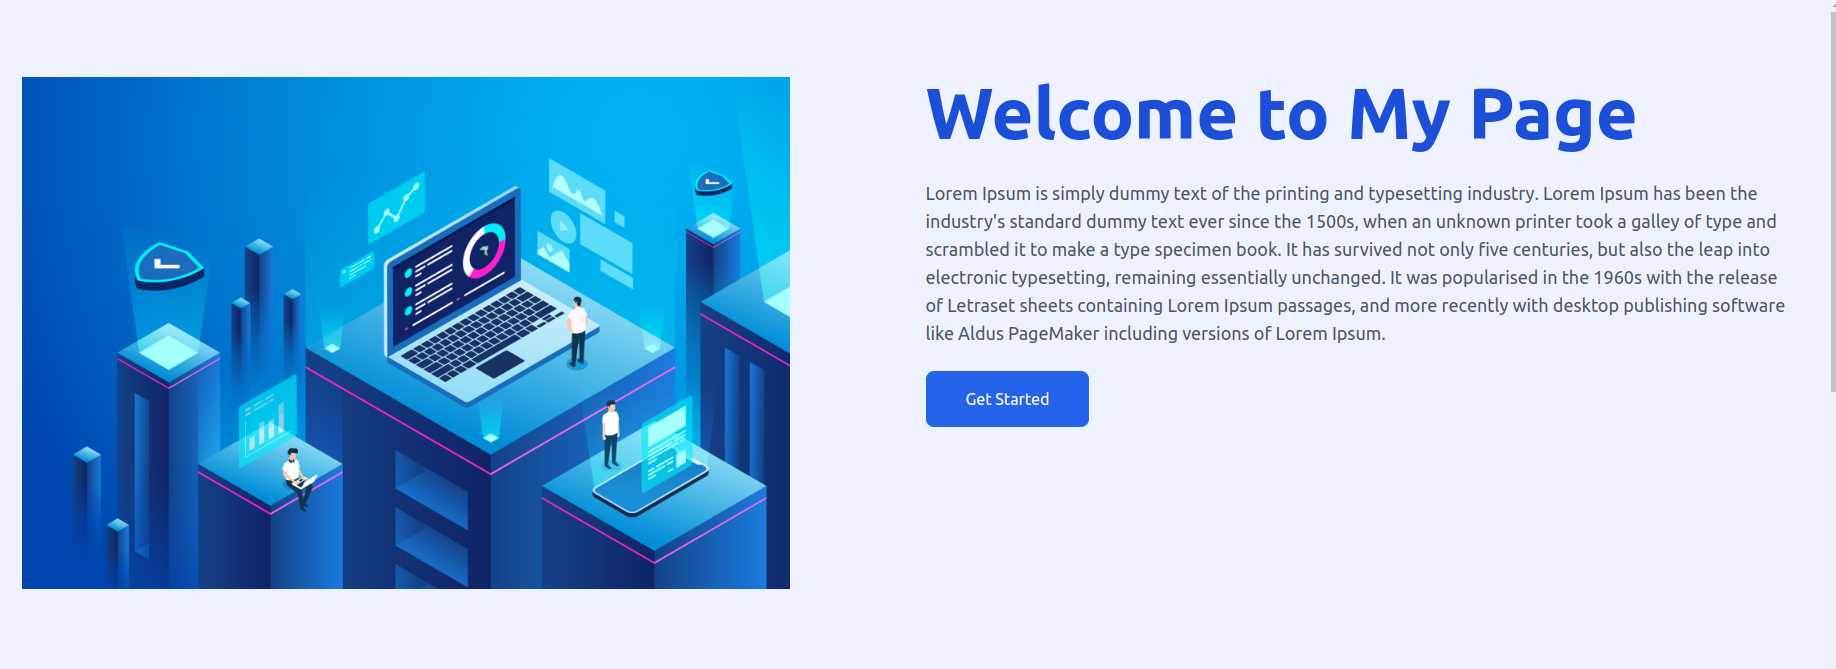 Welcome to My Page
Lorem Ipsum is simply dummy text of the printing and typesetting industry. Lorem Ipsum has been the
industry's standard dummy text ever since the 1500s, when an unknown printer took a galley of type and
scrambled it to make a type specimen book. It has survived not only five centuries, but also the leap into
electronic typesetting, remaining essentially unchanged. It was popularised in the 1960s with the release
of Letraset sheets containing Lorem Ipsum passages, and more recently with desktop publishing software
like Aldus PageMaker including versions of Lorem Ipsum.
Get Started